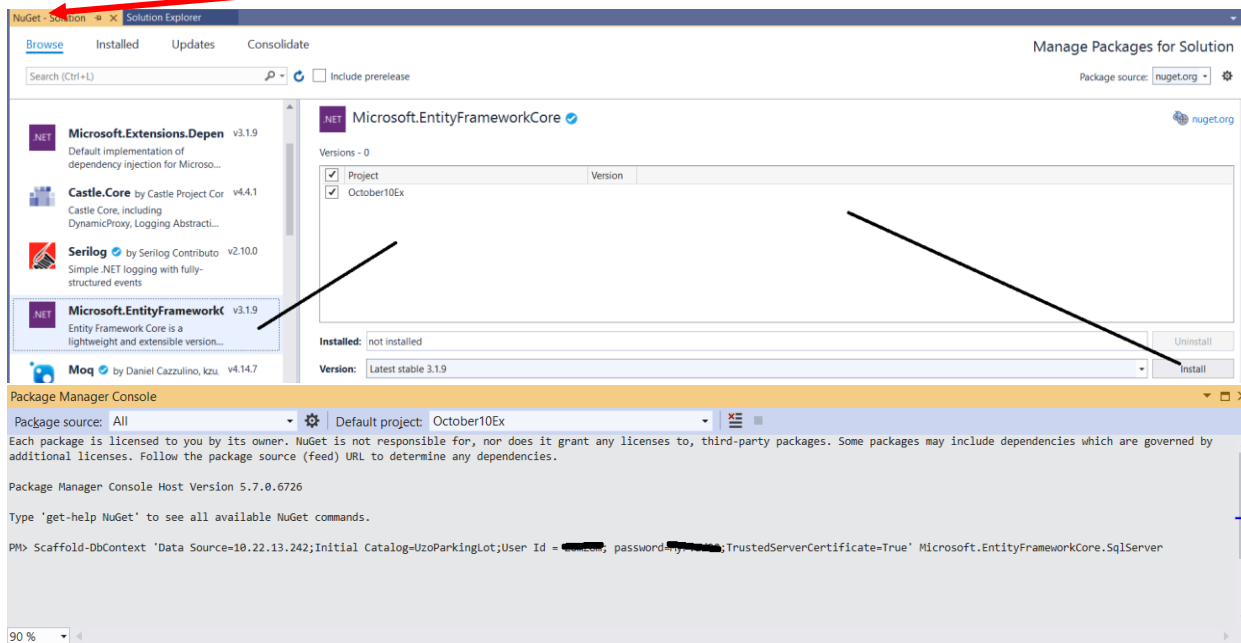 NuGet - Solution Solution Explorer
Browse Installed Updates Consolidate
Manage Packages for Solution
Search (Ctrl+L) Include prerelease
Package source: nuget.org
.NET Microsoft.Extensions.Depen v3.1.9
Default implementation of
dependency injection for Microso...
Castle.Core by Castle Project Cor v4.4.1
Castle Core, including
DynamicProxy, Logging Abstracti...
Serilog by Serilog Contributo v2.10.0
Simple .NET logging with fully-
structured events
.NET Microsoft.EntityFrameworkC v3.1.9
Entity Framework Core is a
lightweight and extensible version...
Moq by Daniel Cazzulino, kzu, v4.14.7
.NET Microsoft.EntityFrameworkCore
nuget.org
Versions - 0
Project Version
October10Ex
Installed: not installed Uninstall
Version: Latest stable 3.1.9 Install
Package Manager Console
Package source: All Default project: October10Ex
Each package is licensed to you by its owner. NuGet is not responsible for, nor does it grant any licenses to, third-party packages. Some packages may include dependencies which are governed by
additional licenses. Follow the package source (feed) URL to determine any dependencies.
Package Manager Console Host Version 5.7.0.6726
Type 'get-help NuGet' to see all available NuGet commands.
PM> Scaffold-DbContext 'Data Source=10.22.13.242;Initial Catalog=UzoParkingLot;User Id = ; password= ;TrustedServerCertificate=True' Microsoft.EntityFrameworkCore.SqlServer
90 %